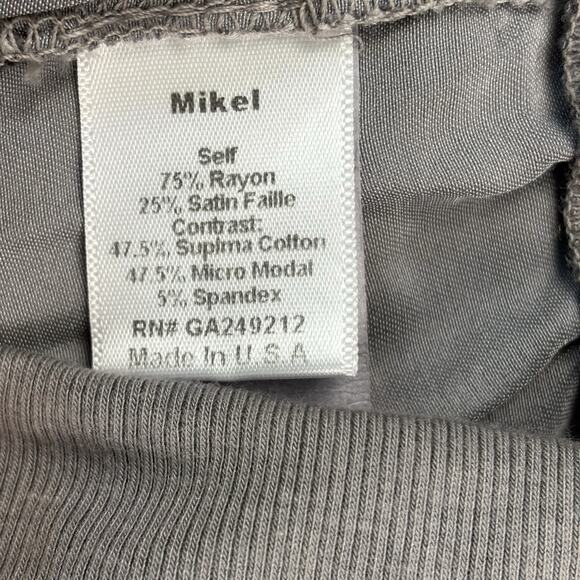 Mikel
Self
75% Rayon
25% Satin Faille
Contrast:
47.5% Supima Cotton
47.5% Micro Modal
5% Spandex
RN# GA249212
Made In U.S.A